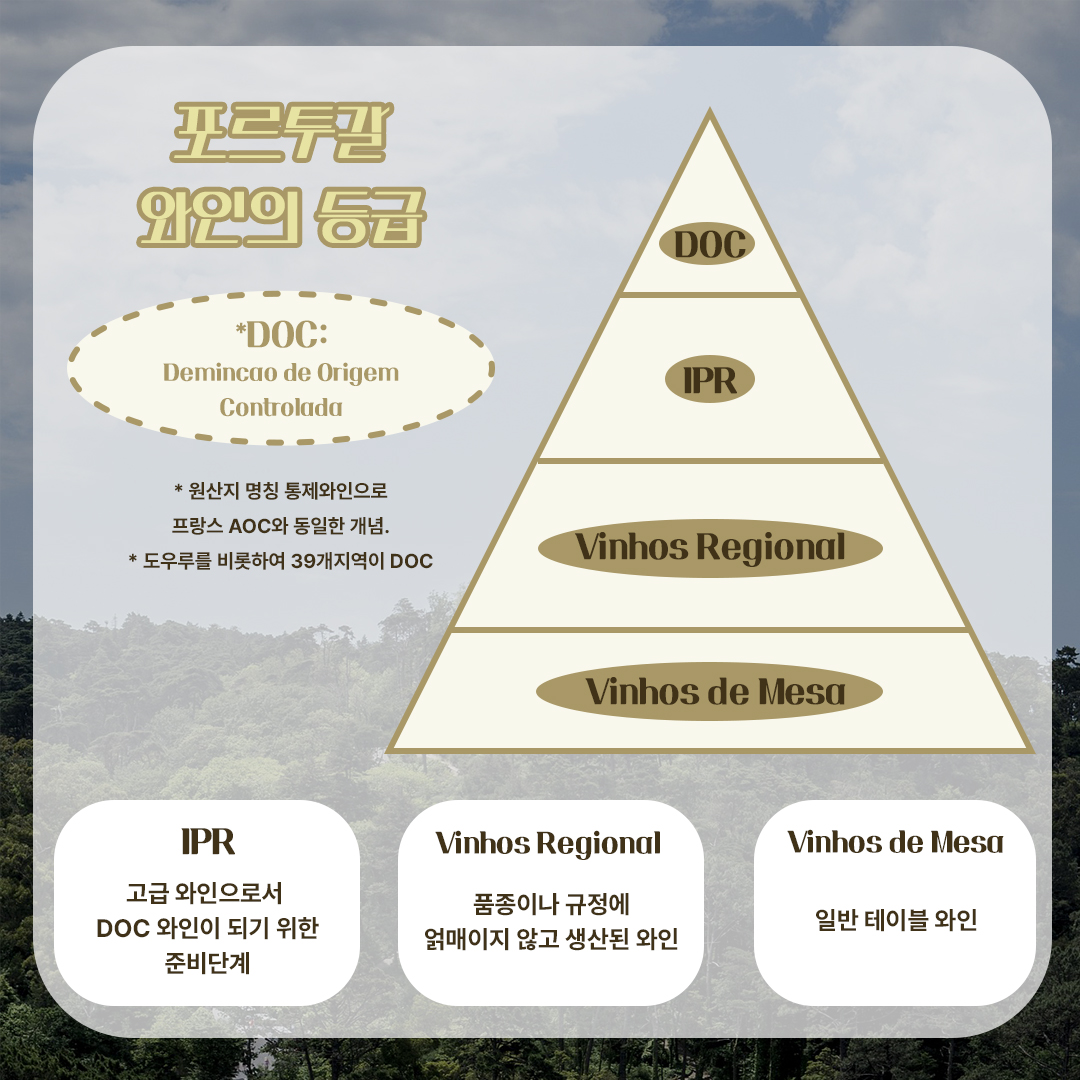 포르투갈
와인의 등급
*DOC:
Demincao de Origem
Controlada
* 원산지 명칭 통제와인으로
프랑스 AOC와 동일한 개념.
* 도우루를 비롯하여 39개지역이 DOC
DOC
IPR
Vinhos Regional
Vinhos de Mesa
IPR
고급 와인으로서
DOC 와인이 되기 위한
준비단계
Vinhos Regional
품종이나 규정에
얽매이지 않고 생산된 와인
Vinhos de Mesa
일반 테이블 와인